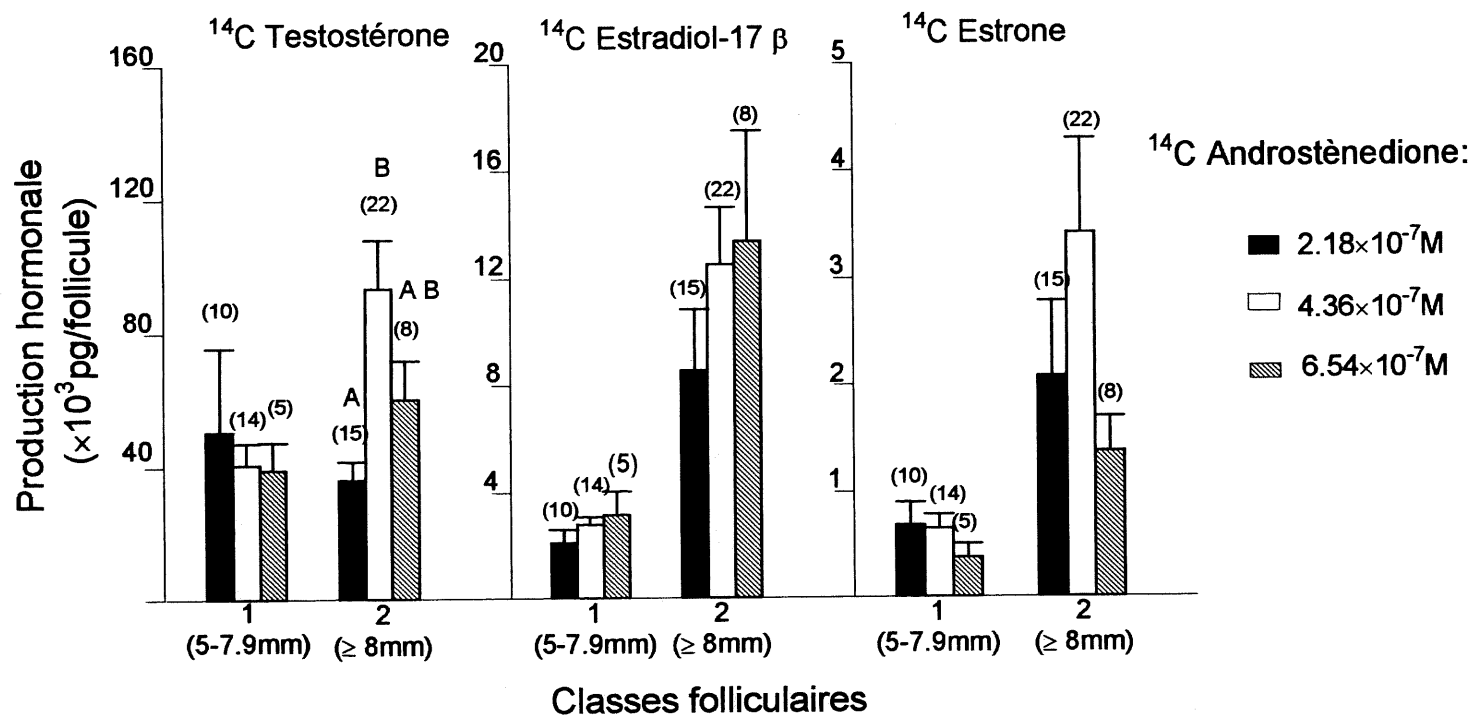 ¹⁴C Testostérone
¹⁴C Estradiol-17 β
¹⁴C Estrone
Production hormonale
(×10³pg/follicule)
160
120
80
40
(10)
(14)
(5)
A
(15)
B
(22)
A B
(8)
20
16
12
8
4
(10)
(14)
(5)
(15)
(22)
(8)
5
4
3
2
1
(10)
(14)
(5)
(15)
(22)
(8)
¹⁴C Androstènedione:
2.18×10⁻⁷M
4.36×10⁻⁷M
6.54×10⁻⁷M
1 2 1 2 1 2
(5-7.9mm) (≥ 8mm) (5-7.9mm) (≥ 8mm) (5-7.9mm) (≥ 8mm)
Classes folliculaires